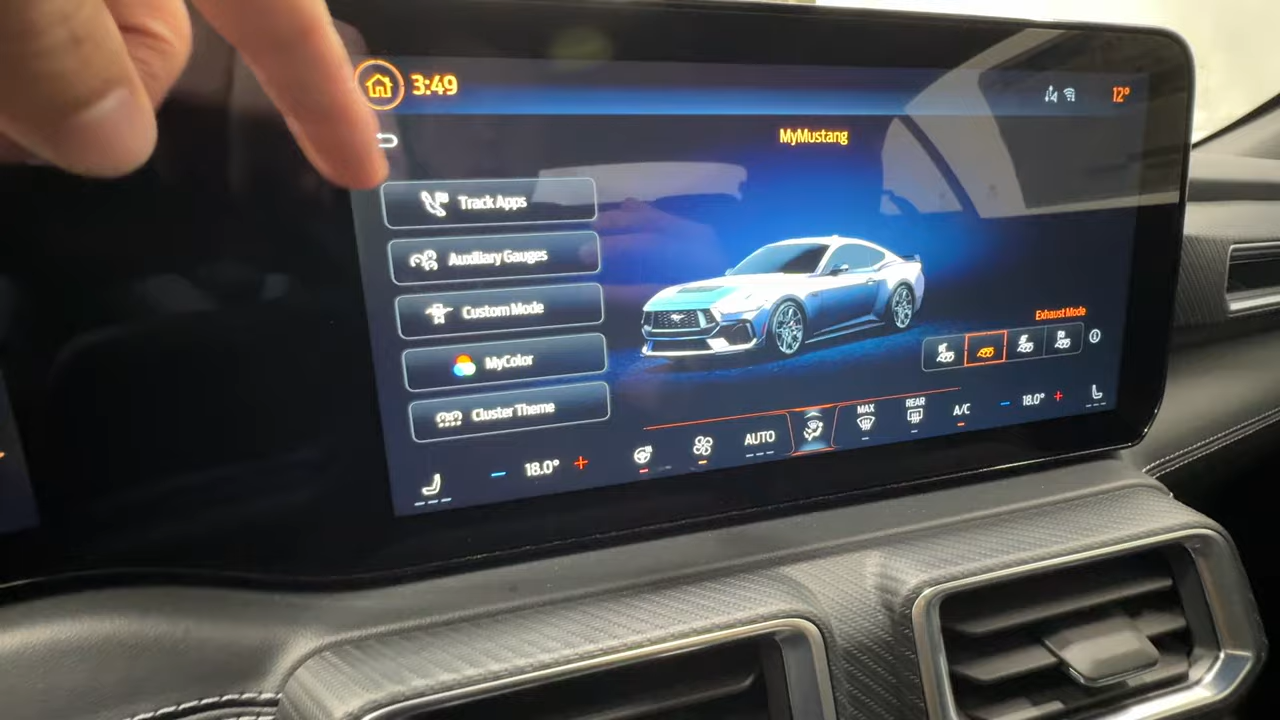 3:49
12°
MyMustang
Track Apps
Auxiliary Gauges
Custom Mode
MyColor
Cluster Theme
Exhaust Mode
18.0°
AUTO
MAX
REAR
A/C
18.0°